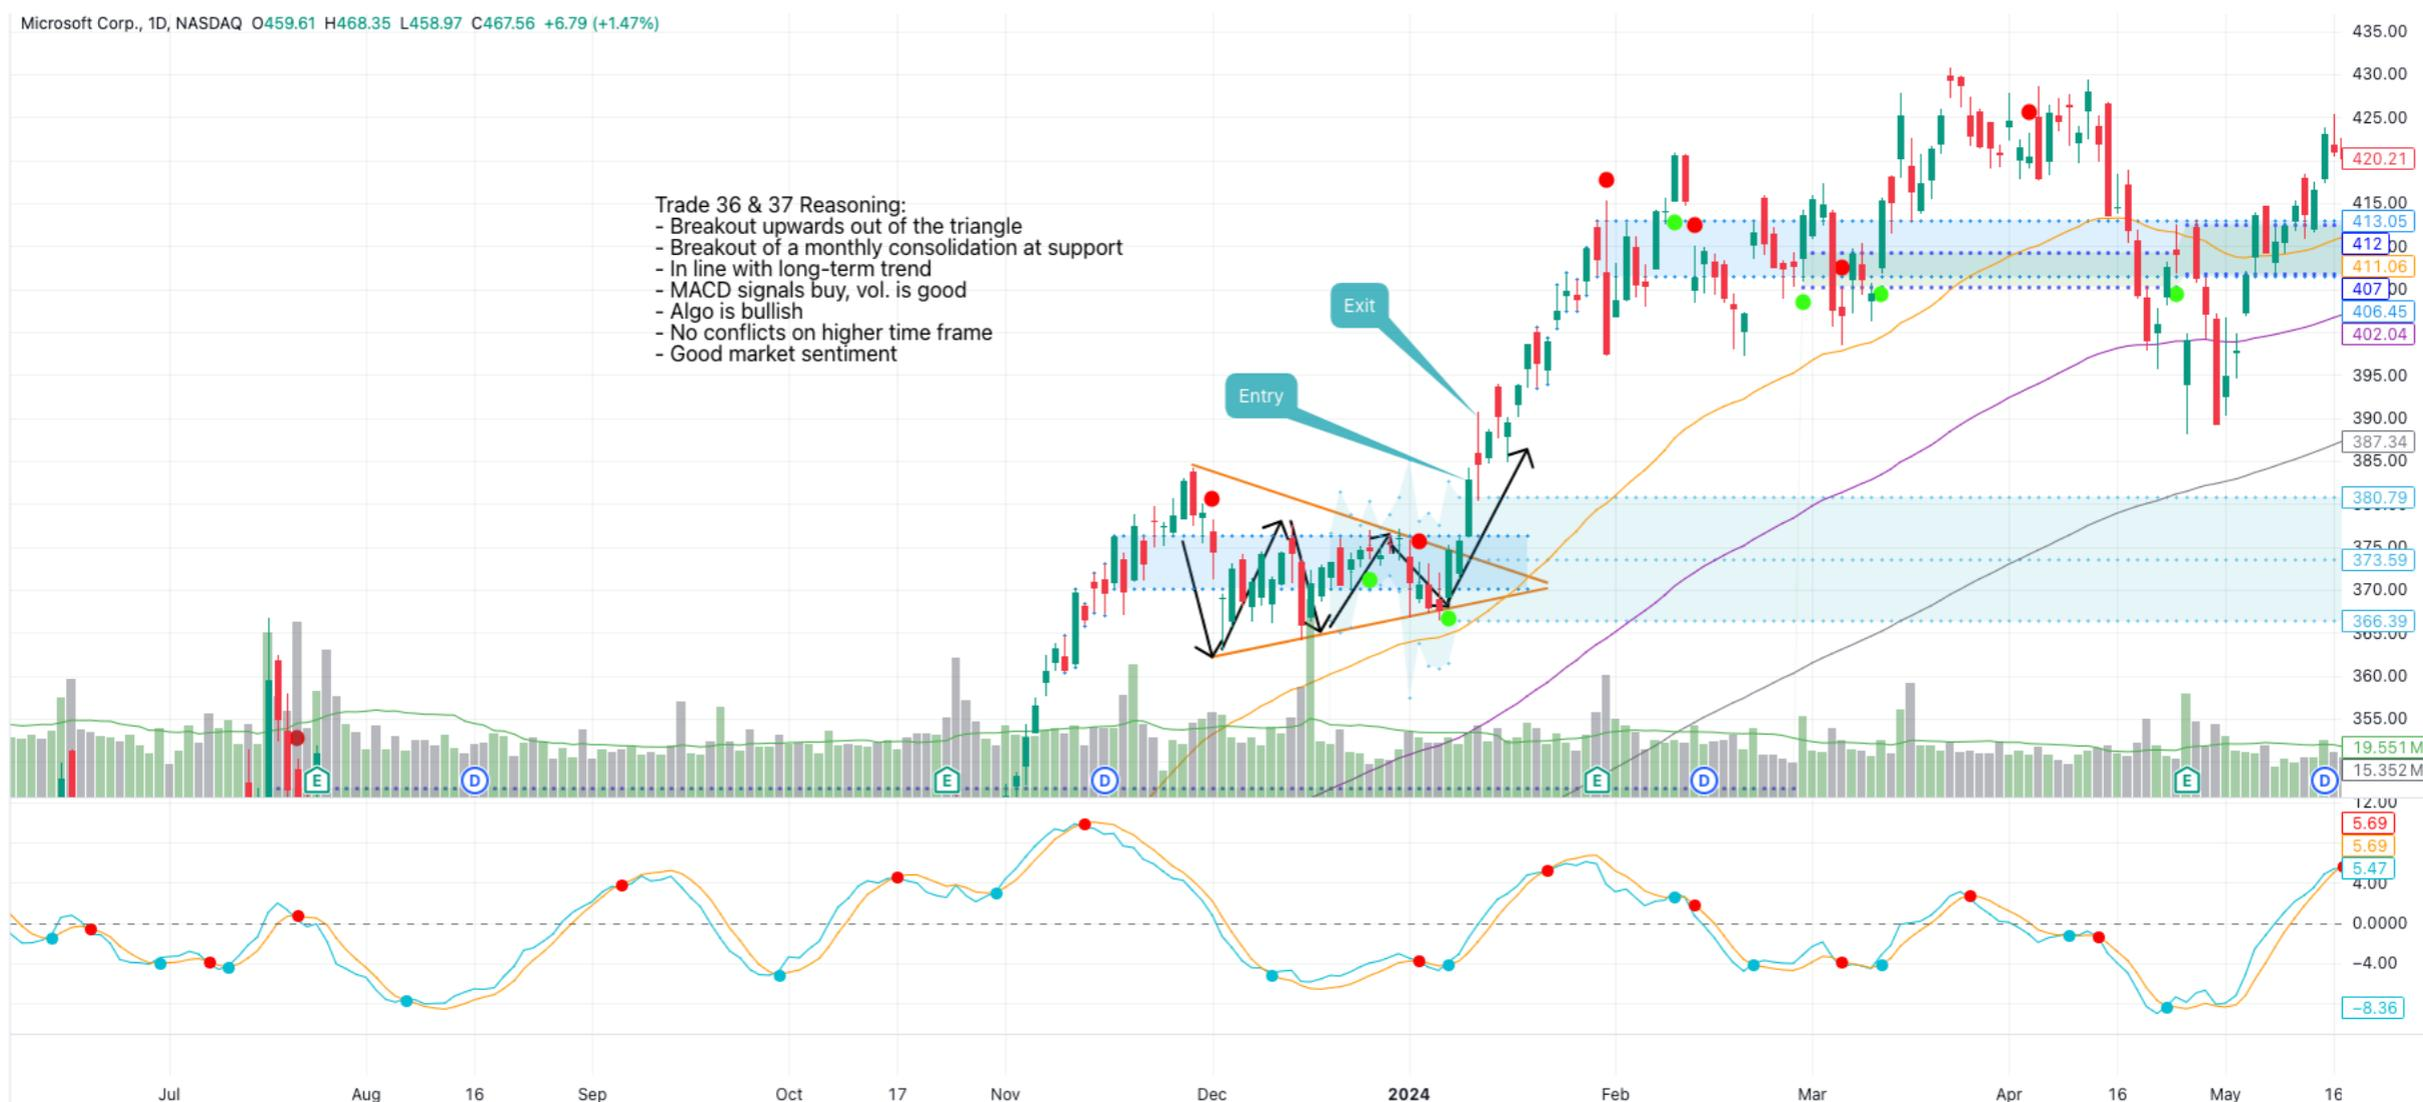 Microsoft Corp., 1D, NASDAQ O459.61 H468.35 L458.97 C467.56 +6.79 (+1.47%)
435.00
430.00
425.00
420.21
415.00
413.05
412
411.06
407
406.45
402.04
395.00
390.00
387.34
385.00
380.79
375.00
373.59
370.00
366.39
365.00
360.00
355.00
19.551 M
15.352 M
Trade 36 & 37 Reasoning:
- Breakout upwards out of the triangle
- Breakout of a monthly consolidation at support
- In line with long-term trend
- MACD signals buy, vol. is good
- Algo is bullish
- No conflicts on higher time frame
- Good market sentiment
Exit
Entry
E D E D E D E D
12.00
5.69
5.69
5.47
4.00
0.0000
−4.00
−8.36
Jul Aug 16 Sep Oct 17 Nov Dec 2024 Feb Mar Apr 16 May 16